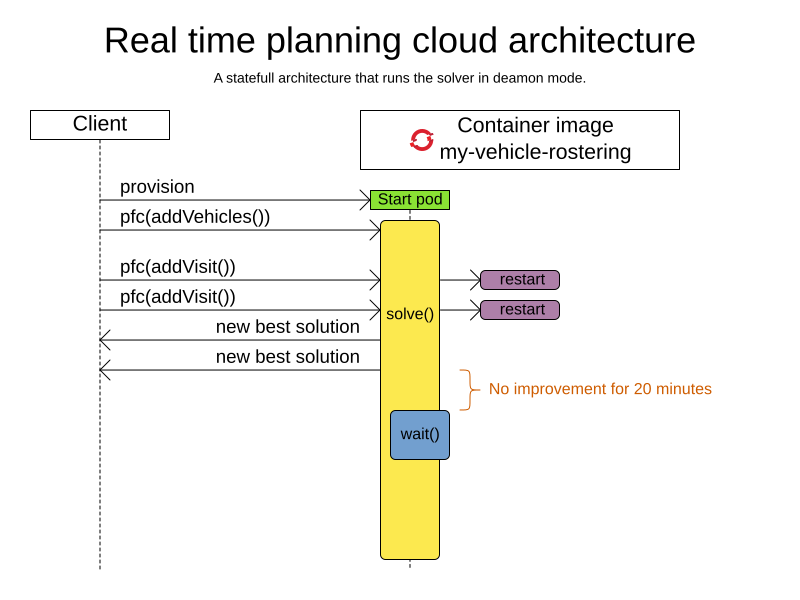 Real time planning cloud architecture
A statefull architecture that runs the solver in deamon mode.
Client
Container image
my-vehicle-rostering
provision
Start pod
pfc(addVehicles())
pfc(addVisit())
restart
pfc(addVisit())
restart
solve()
new best solution
new best solution
No improvement for 20 minutes
wait()